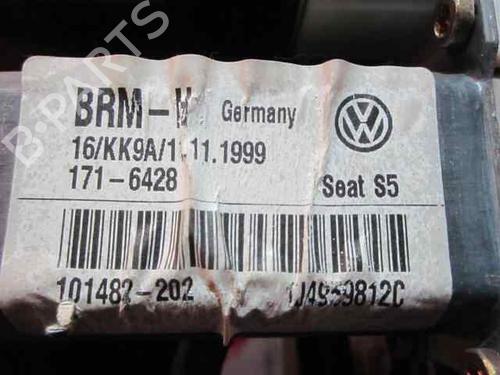 B-PARTS
BRM-W Germany
16/KK9A/1.11.1999
171-6428 Seat S5
101482-202 1J4959812C